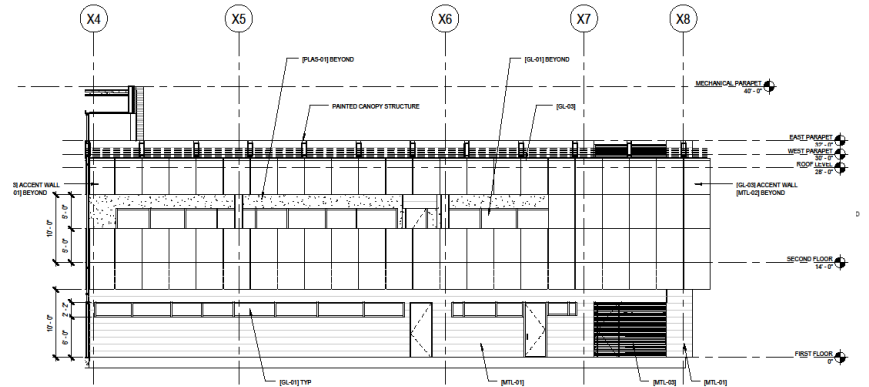 X4
X5
X6
X7
X8
[PLAS-01] BEYOND
[GL-01] BEYOND
MECHANICAL PARAPET
40' - 0"
PAINTED CANOPY STRUCTURE
[GL-03]
EAST PARAPET
32' - 0"
WEST PARAPET
30' - 0"
ROOF LEVEL
28' - 0"
3] ACCENT WALL
01] BEYOND
[GL-03] ACCENT WALL
[MTL-02] BEYOND
10' - 0"
5' - 0"
SECOND FLOOR
14' - 0"
10' - 0"
2' - 2"
6' - 0"
FIRST FLOOR
0"
[GL-01] TYP
[MTL-01]
[MTL-03]
[MTL-01]